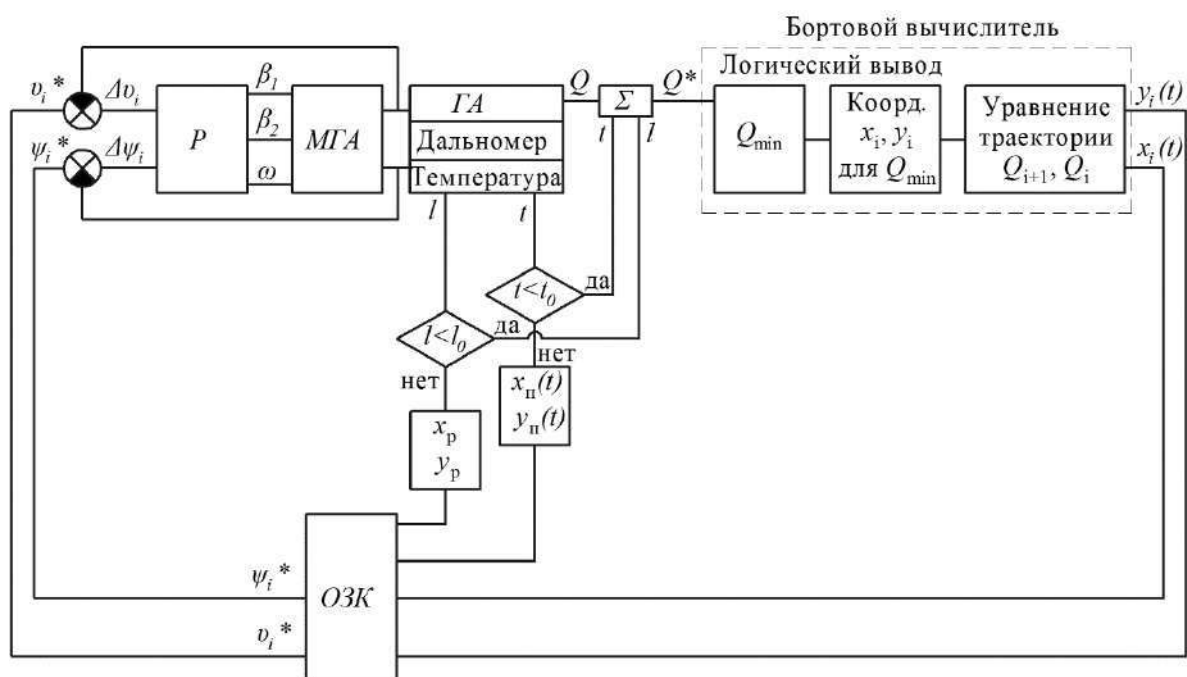 Бортовой вычислитель
υᵢ*
Δυᵢ
β₁
β₂
ω
ψᵢ*
Δψᵢ
P
МГА
ГА
Дальномер
Температура
Q
Σ
Q*
t
l
Логический вывод
Qmin
Коорд.
xᵢ, yᵢ
для Qmin
Уравнение
траектории
Qᵢ₊₁, Qᵢ
yᵢ(t)
xᵢ(t)
l
t
t<t₀
да
l<l₀
да
нет
нет
xₚ(t)
yₚ(t)
xр
yр
ψᵢ*
ОЗК
υᵢ*